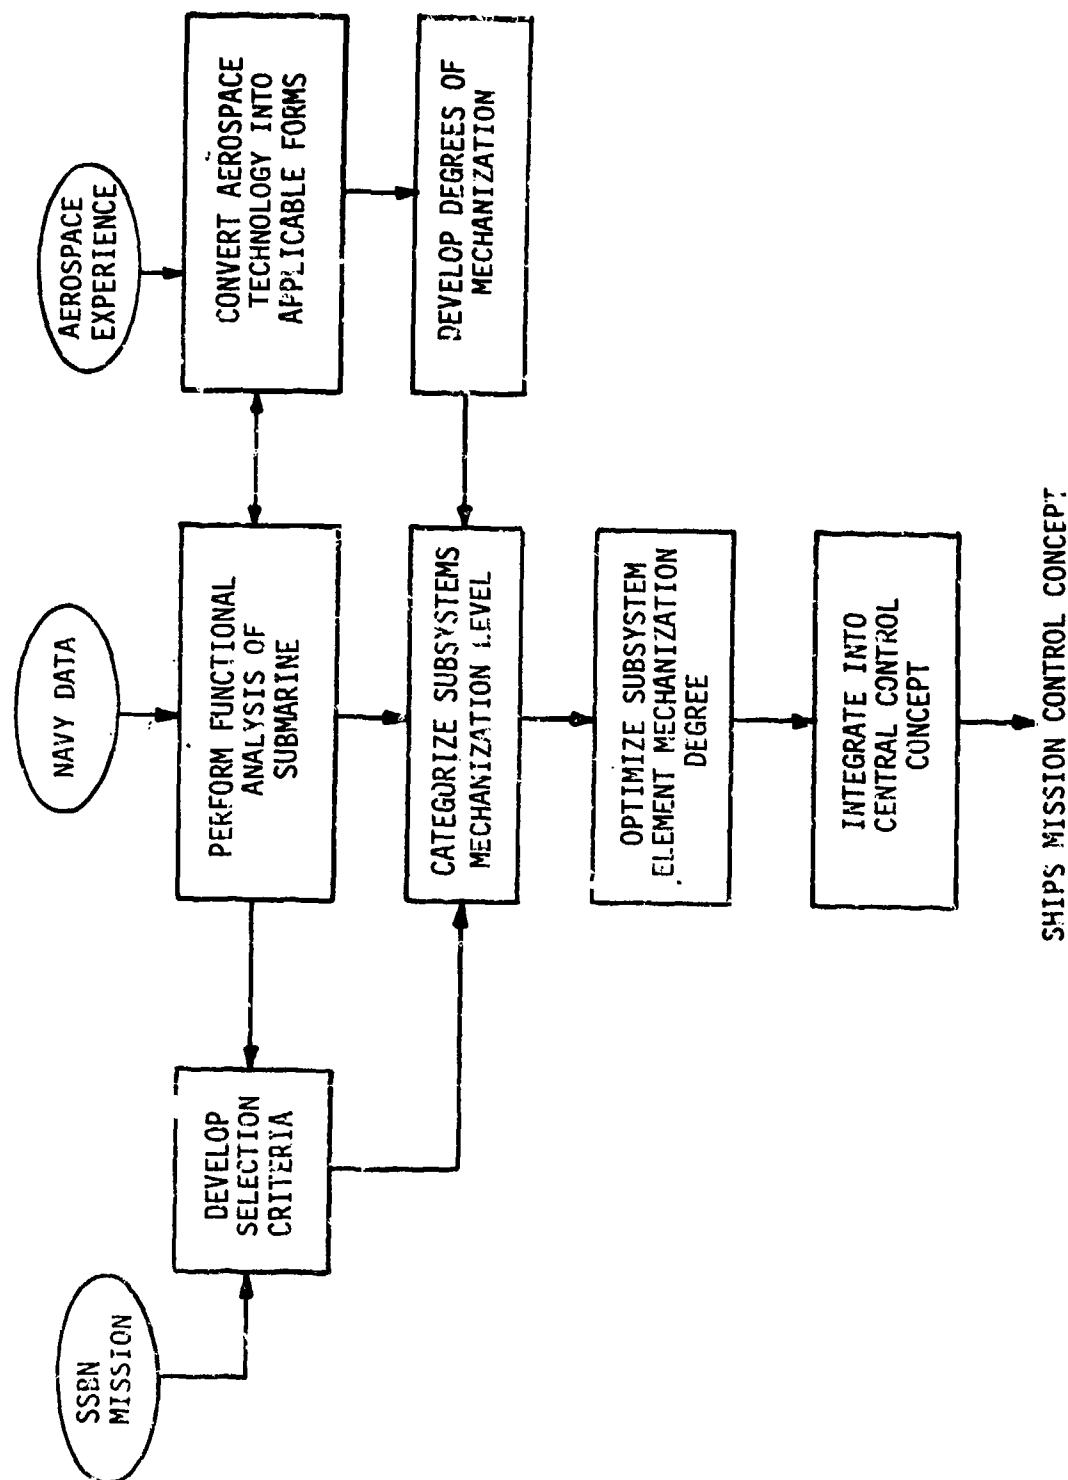 SSBN
MISSION
NAVY DATA
AEROSPACE
EXPERIENCE
DEVELOP
SELECTION
CRITERIA
PERFORM FUNCTIONAL
ANALYSIS OF
SUBMARINE
CONVERT AEROSPACE
TECHNOLOGY INTO
APPLICABLE FORMS
CATEGORIZE SUBSYSTEMS
MECHANIZATION LEVEL
DEVELOP DEGREES OF
MECHANIZATION
OPTIMIZE SUBSYSTEM
ELEMENT MECHANIZATION
DEGREE
INTEGRATE INTO
CENTRAL CONTROL
CONCEPT
SHIPS MISSION CONTROL CONCEPT